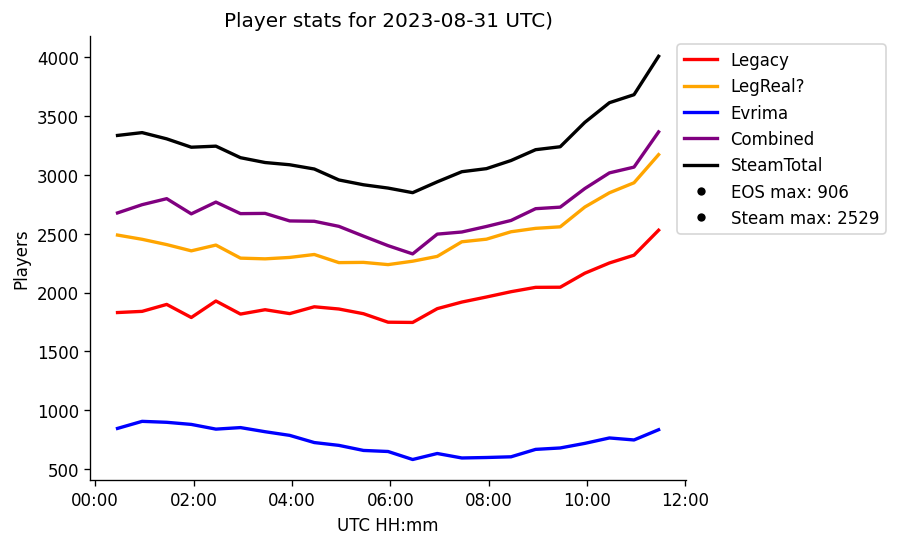 Player stats for 2023-08-31 UTC)
4000
3500
3000
2500
2000
1500
1000
500
Players
00:00
02:00
04:00
06:00
08:00
10:00
12:00
UTC HH:mm
Legacy
LegReal?
Evrima
Combined
SteamTotal
EOS max: 906
Steam max: 2529